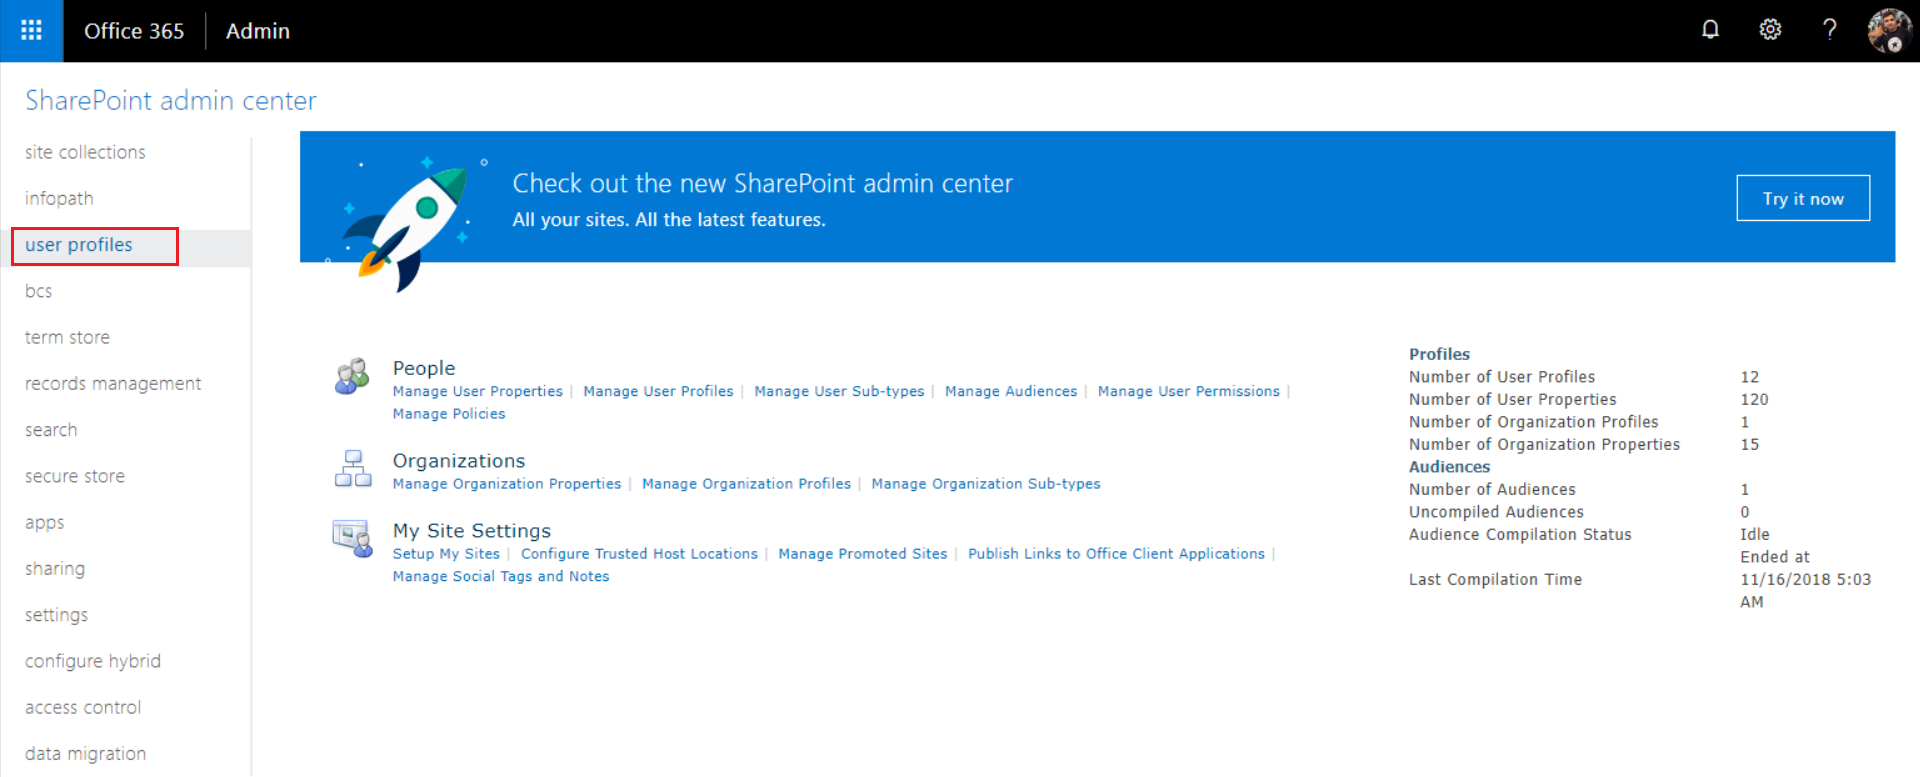 Office 365 Admin ?
SharePoint admin center
site collections
infopath
user profiles
bcs
term store
records management
search
secure store
apps
sharing
settings
configure hybrid
access control
data migration
Check out the new SharePoint admin center
All your sites. All the latest features.
Try it now
People
Manage User Properties | Manage User Profiles | Manage User Sub-types | Manage Audiences | Manage User Permissions |
Manage Policies
Organizations
Manage Organization Properties | Manage Organization Profiles | Manage Organization Sub-types
My Site Settings
Setup My Sites | Configure Trusted Host Locations | Manage Promoted Sites | Publish Links to Office Client Applications |
Manage Social Tags and Notes
Profiles
Number of User Profiles 12
Number of User Properties 120
Number of Organization Profiles 1
Number of Organization Properties 15
Audiences
Number of Audiences 1
Uncompiled Audiences 0
Audience Compilation Status Idle
Ended at
Last Compilation Time 11/16/2018 5:03
AM